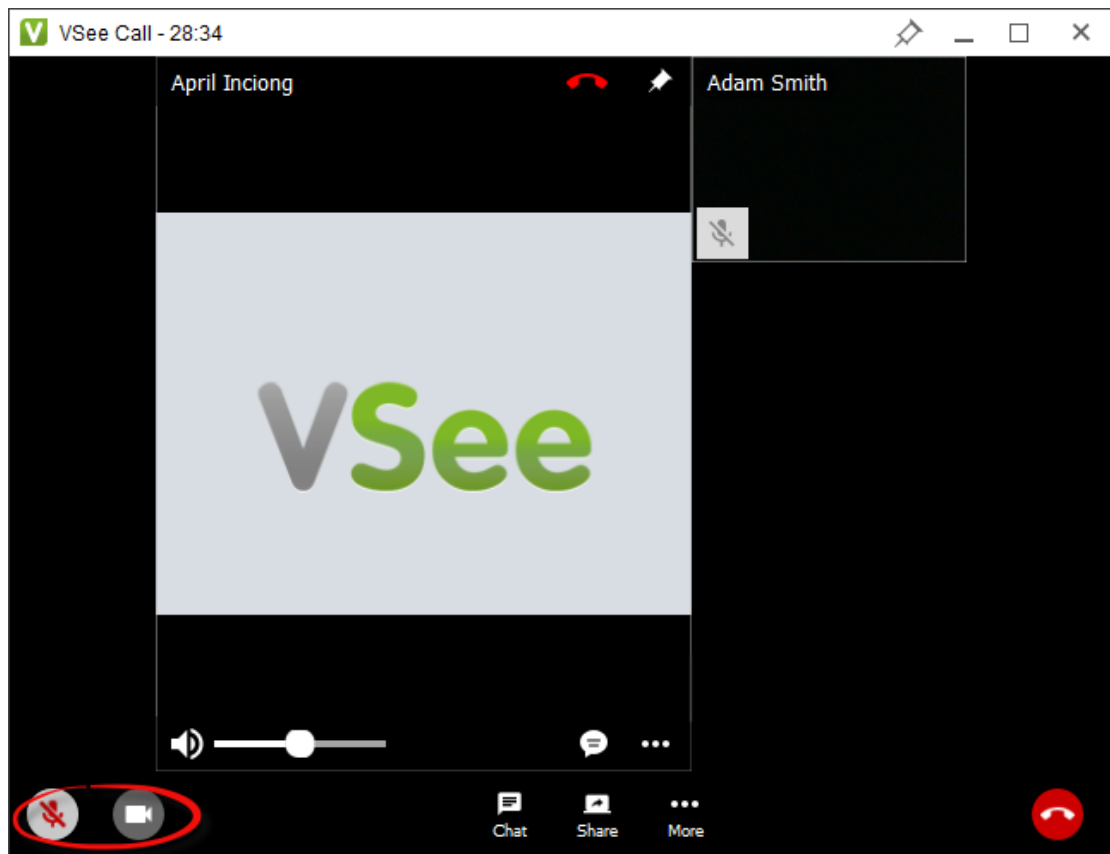 VSee Call - 28:34
April Inciong
Adam Smith
VSee
Chat
Share
More